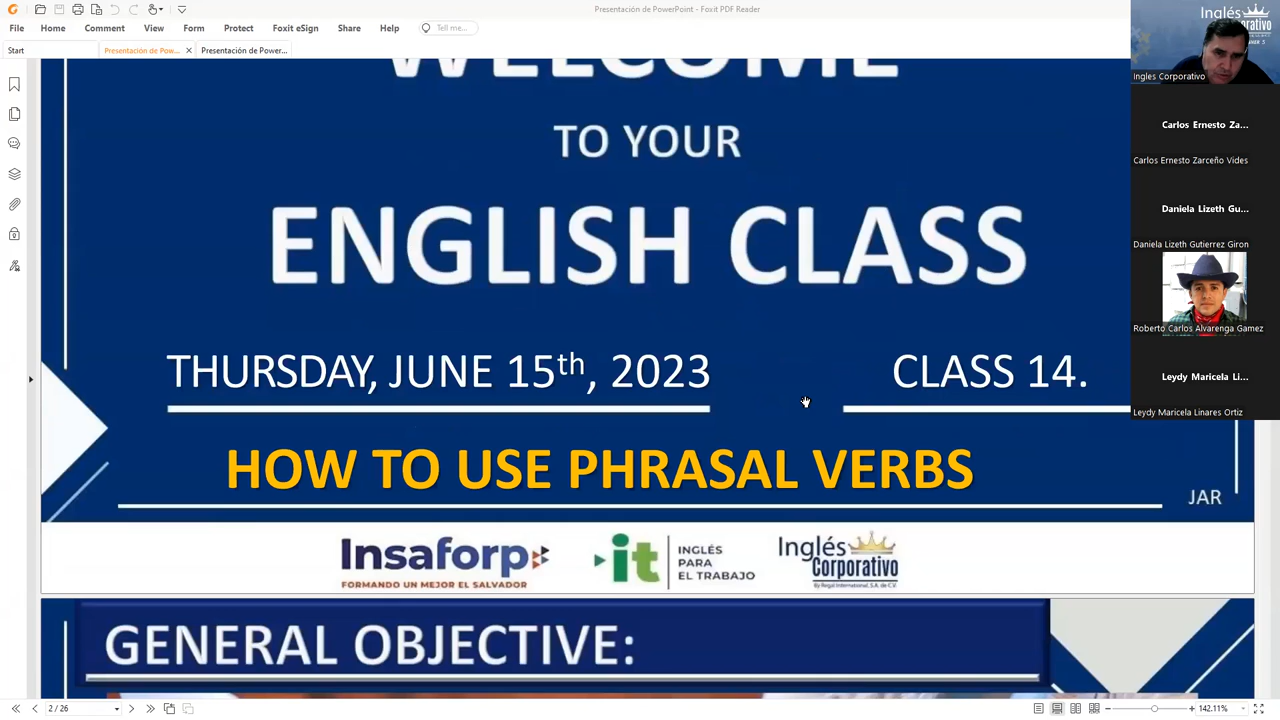 Presentación de PowerPoint - Foxit PDF Reader
File Home Comment View Form Protect Foxit eSign Share Help Tell me...
Start Presentación de Pow... Presentación de Power...
WELCOME
TO YOUR
ENGLISH CLASS
THURSDAY, JUNE 15th, 2023 CLASS 14.
HOW TO USE PHRASAL VERBS
JAR
Insaforp
FORMANDO UN MEJOR EL SALVADOR
it INGLÉS
PARA
EL TRABAJO
Inglés
Corporativo
By Regal International, S.A. de C.V.
GENERAL OBJECTIVE:
2 / 26 142.11%
Inglés
Ingles Corporativo
Carlos Ernesto Za...
Carlos Ernesto Zarceño Vides
Daniela Lizeth Gu...
Daniela Lizeth Gutierrez Giron
Roberto Carlos Alvarenga Gamez
Leydy Maricela Li...
Leydy Maricela Linares Ortiz